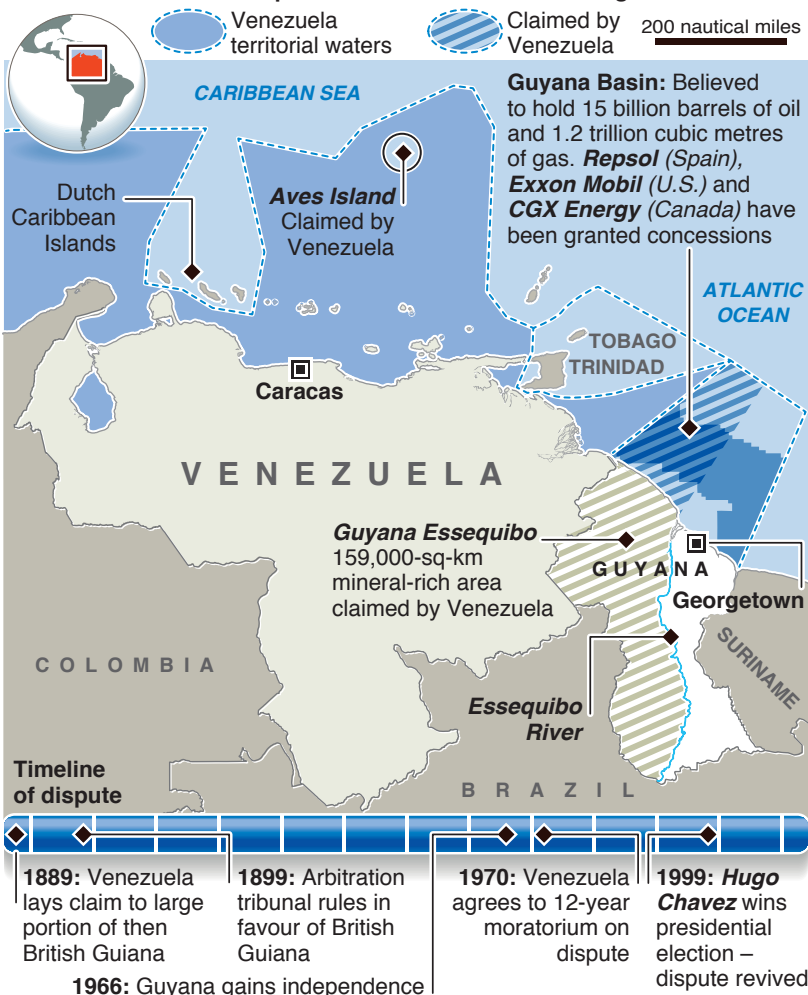 Venezuela
territorial waters
Claimed by
Venezuela
200 nautical miles
CARIBBEAN SEA
Guyana Basin: Believed
to hold 15 billion barrels of oil
and 1.2 trillion cubic metres
of gas. Repsol (Spain),
Exxon Mobil (U.S.) and
CGX Energy (Canada) have
been granted concessions
Dutch
Caribbean
Islands
Aves Island
Claimed by
Venezuela
ATLANTIC
OCEAN
TOBAGO
TRINIDAD
Caracas
VENEZUELA
Guyana Essequibo
159,000-sq-km
mineral-rich area
claimed by Venezuela
GUYANA
Georgetown
COLOMBIA
SURINAME
Essequibo
River
BRAZIL
Timeline
of dispute
1889: Venezuela
lays claim to large
portion of then
British Guiana
1899: Arbitration
tribunal rules in
favour of British
Guiana
1966: Guyana gains independence
1970: Venezuela
agrees to 12-year
moratorium on
dispute
1999: Hugo
Chavez wins
presidential
election –
dispute revived